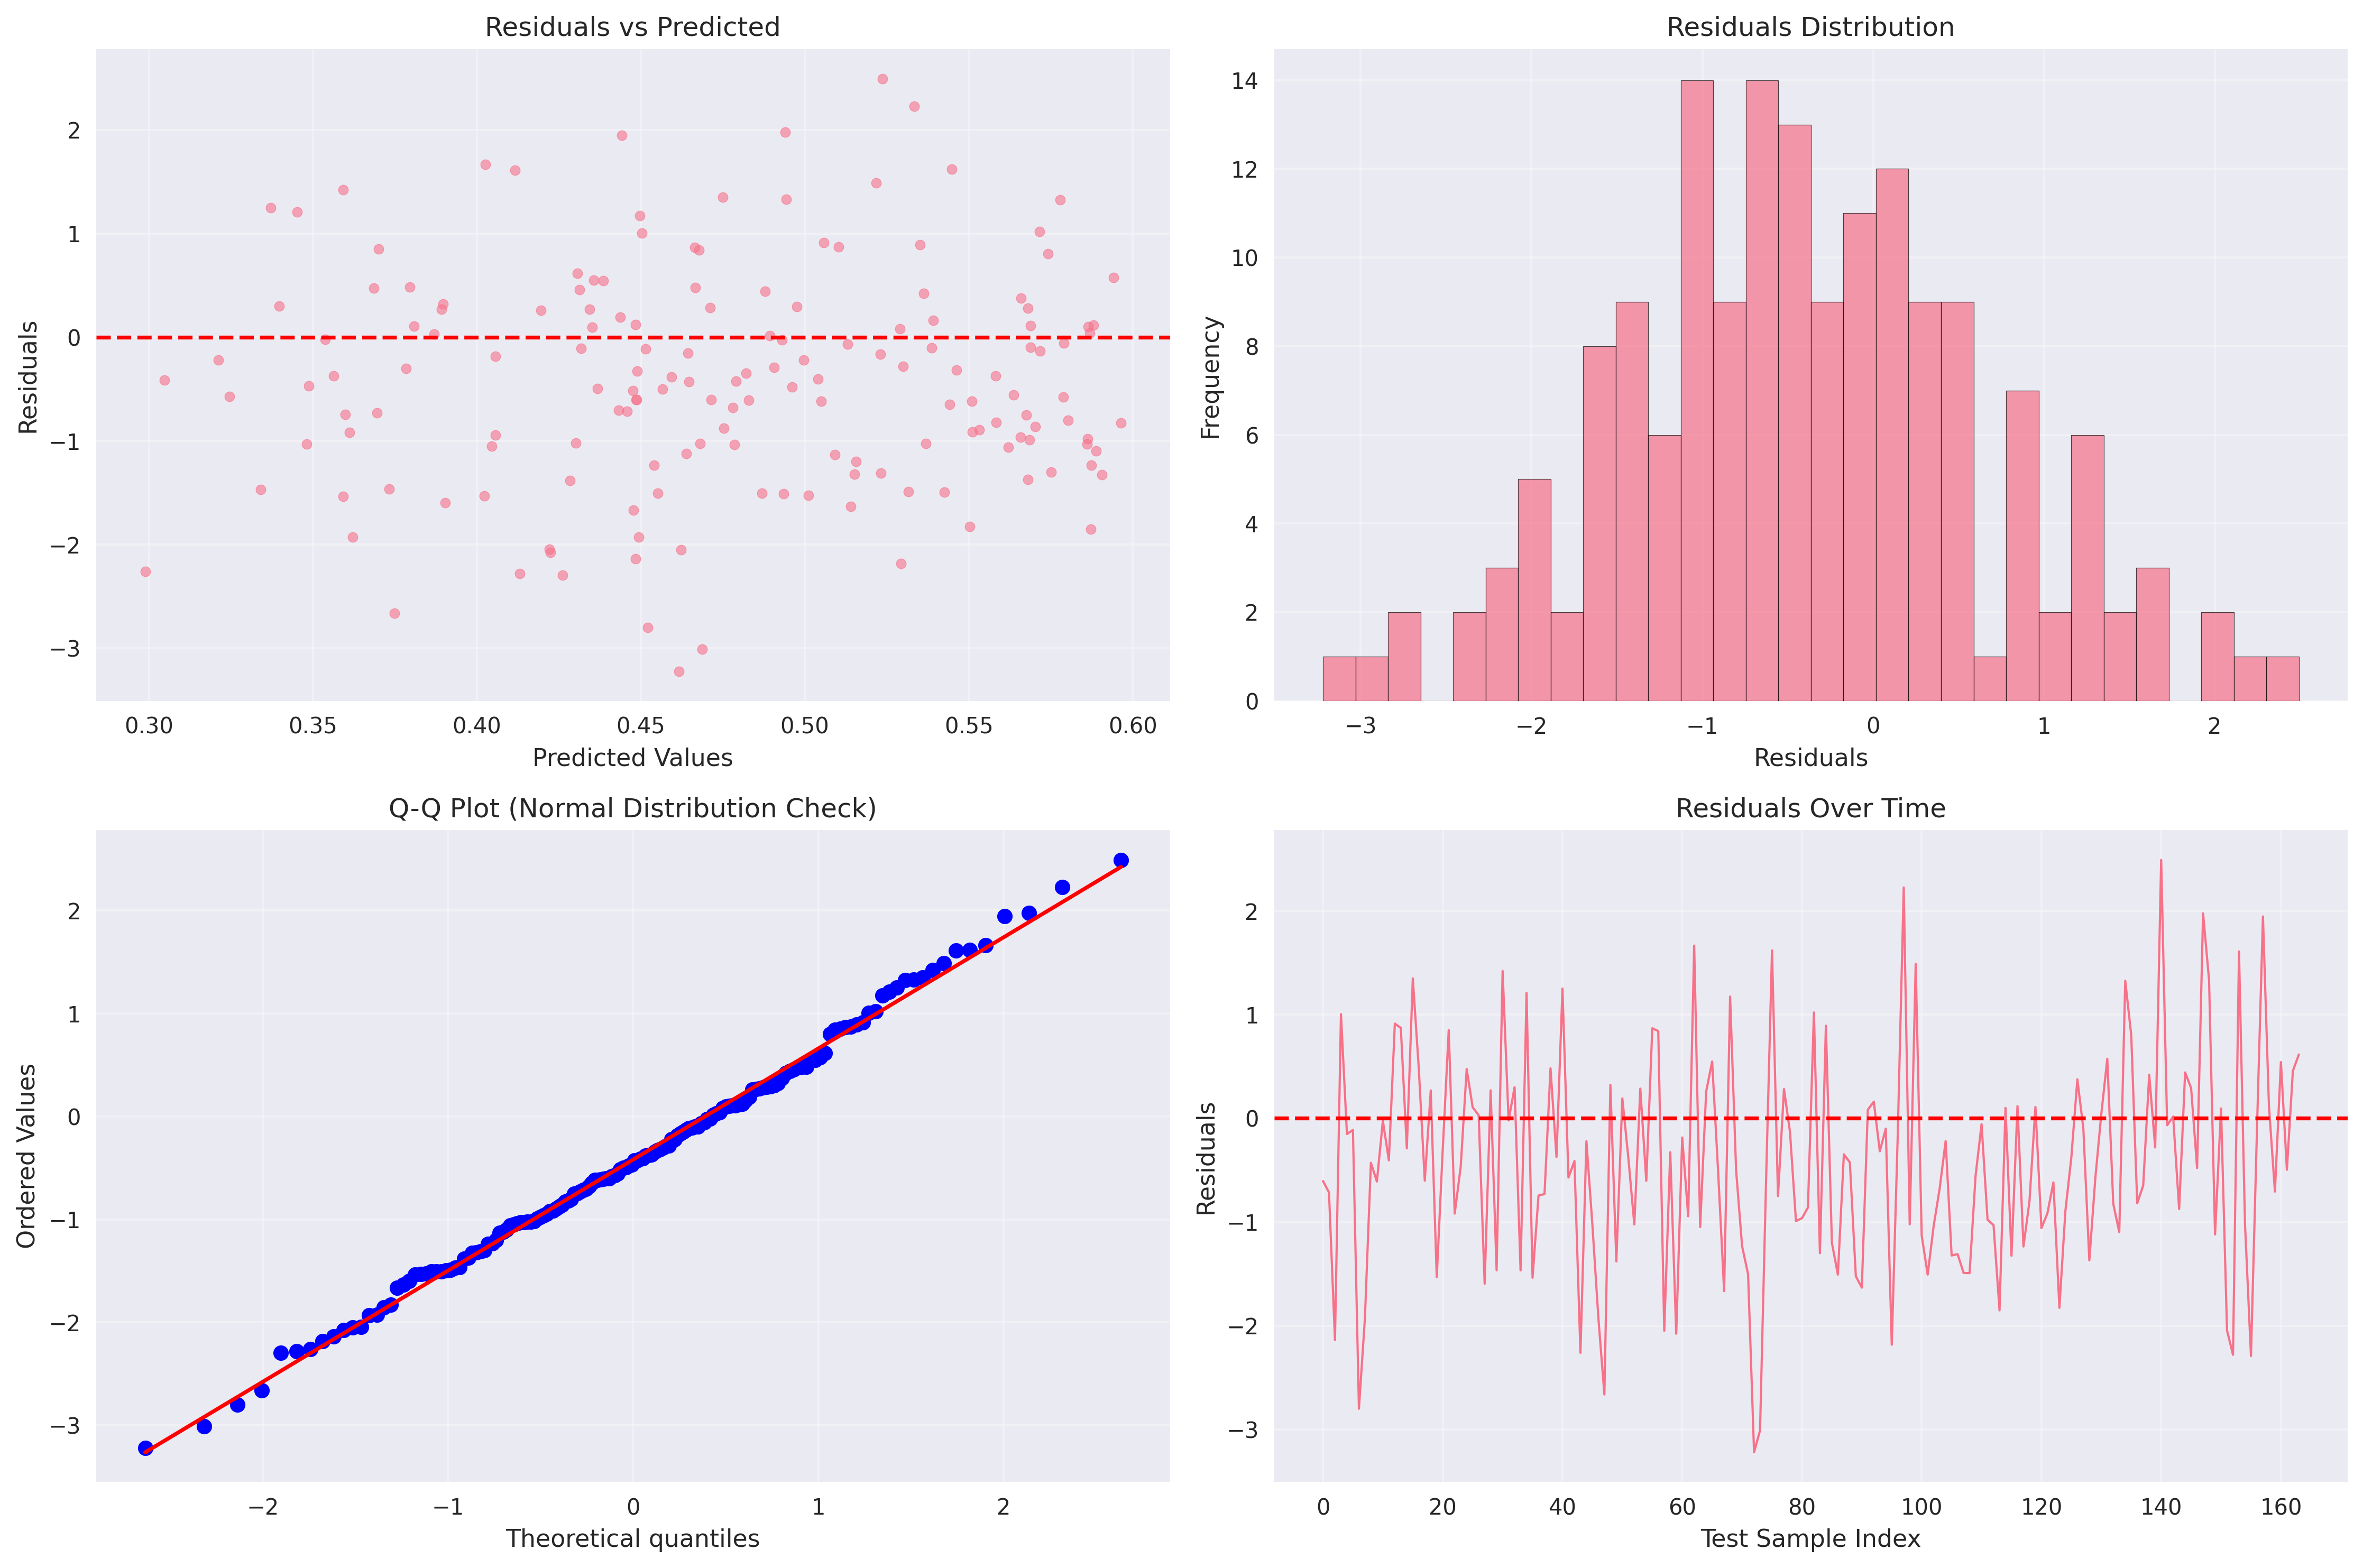 Residuals vs Predicted
Residuals
2
1
0
−1
−2
−3
0.30 0.35 0.40 0.45 0.50 0.55 0.60
Predicted Values
Residuals Distribution
Frequency
14
12
10
8
6
4
2
0
−3 −2 −1 0 1 2
Residuals
Q-Q Plot (Normal Distribution Check)
Ordered Values
2
1
0
−1
−2
−3
−2 −1 0 1 2
Theoretical quantiles
Residuals Over Time
Residuals
2
1
0
−1
−2
−3
0 20 40 60 80 100 120 140 160
Test Sample Index